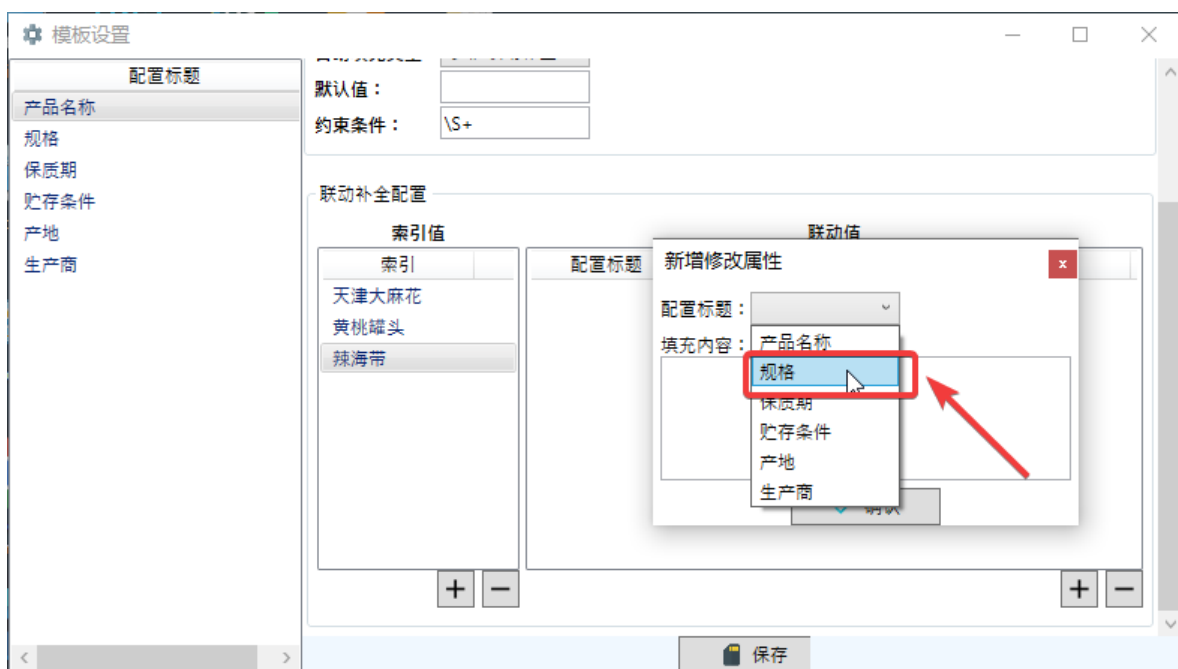 模板设置
配置标题
产品名称
规格
保质期
贮存条件
产地
生产商
默认值：
约束条件： \S+
联动补全配置
索引值
联动值
索引
天津大麻花
黄桃罐头
辣海带
配置标题
新增修改属性
x
配置标题：
填充内容：
产品名称
规格
保质期
贮存条件
产地
生产商
确认
保存